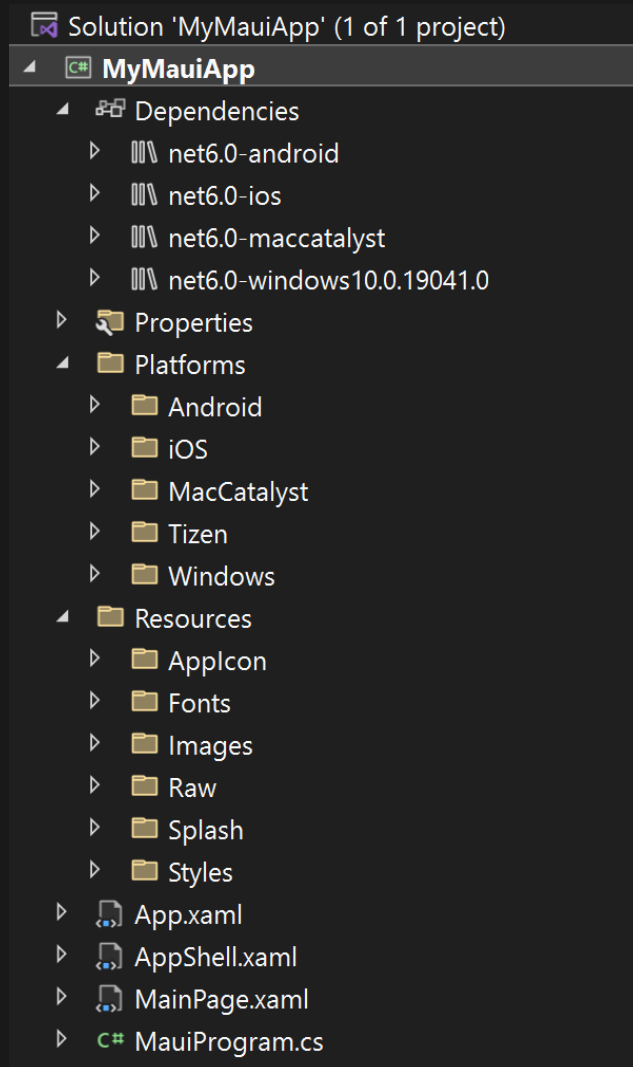 Solution 'MyMauiApp' (1 of 1 project)
C# MyMauiApp
Dependencies
net6.0-android
net6.0-ios
net6.0-maccatalyst
net6.0-windows10.0.19041.0
Properties
Platforms
Android
iOS
MacCatalyst
Tizen
Windows
Resources
AppIcon
Fonts
Images
Raw
Splash
Styles
App.xaml
AppShell.xaml
MainPage.xaml
C# MauiProgram.cs